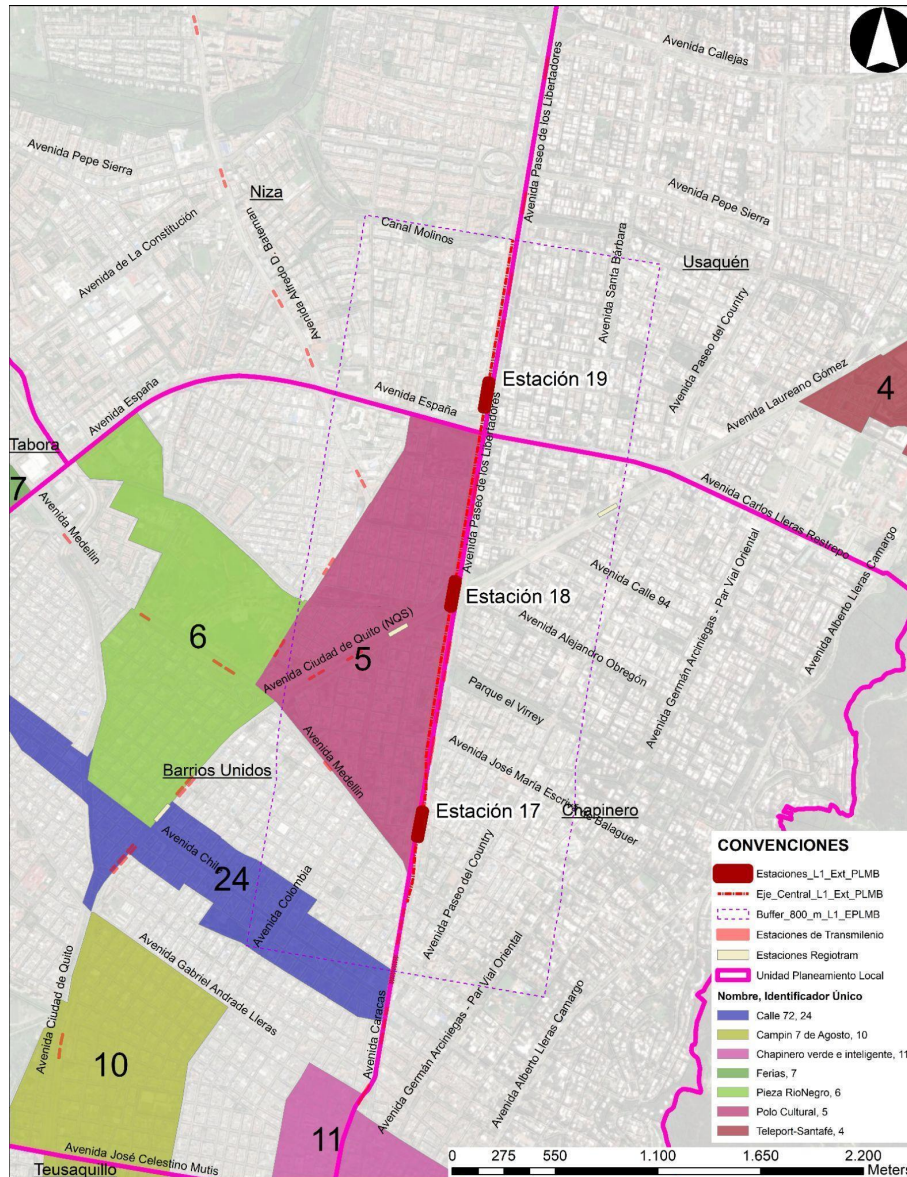 Avenida Callejas
Avenida Paseo de los Libertadores
Avenida Pepe Sierra
Niza
Avenida Pepe Sierra
Avenida de La Constitución
Avenida Alfredo D. Bateman
Canal Molinos
Avenida Santa Bárbara
Usaquén
Avenida Paseo del Country
Avenida Laureano Gómez
4
Estación 19
Avenida España
Avenida España
Avenida Paseo de los Libertadores
Tabora
7
Avenida Medellín
Avenida Carlos Lleras Restrepo
Avenida Alberto Lleras Camargo
Avenida Germán Arciniegas - Par Vial Oriental
Avenida Calle 94
Estación 18
Avenida Alejandro Obregón
6
Avenida Ciudad de Quito (NQS)
5
Parque el Virrey
Avenida José María Escrivá de Balaguer
Avenida Medellín
Barrios Unidos
Estación 17
Chapinero
Avenida Chile
24
Avenida Colombia
Avenida Paseo del Country
Avenida Gabriel Andrade Lleras
Avenida Ciudad de Quito
10
Avenida Caracas
Avenida Germán Arciniegas - Par Vial Oriental
Avenida Alberto Lleras Camargo
11
Avenida José Celestino Mutis
Teusaquillo
CONVENCIONES
Estaciones_L1_Ext_PLMB
Eje_Central_L1_Ext_PLMB
Buffer_800_m_L1_EPLMB
Estaciones de Transmilenio
Estaciones Regiotram
Unidad Planeamiento Local
Nombre, Identificador Único
Calle 72, 24
Campin 7 de Agosto, 10
Chapinero verde e inteligente, 11
Ferias, 7
Pieza RioNegro, 6
Polo Cultural, 5
Teleport-Santafé, 4
0 275 550 1.100 1.650 2.200
Meters